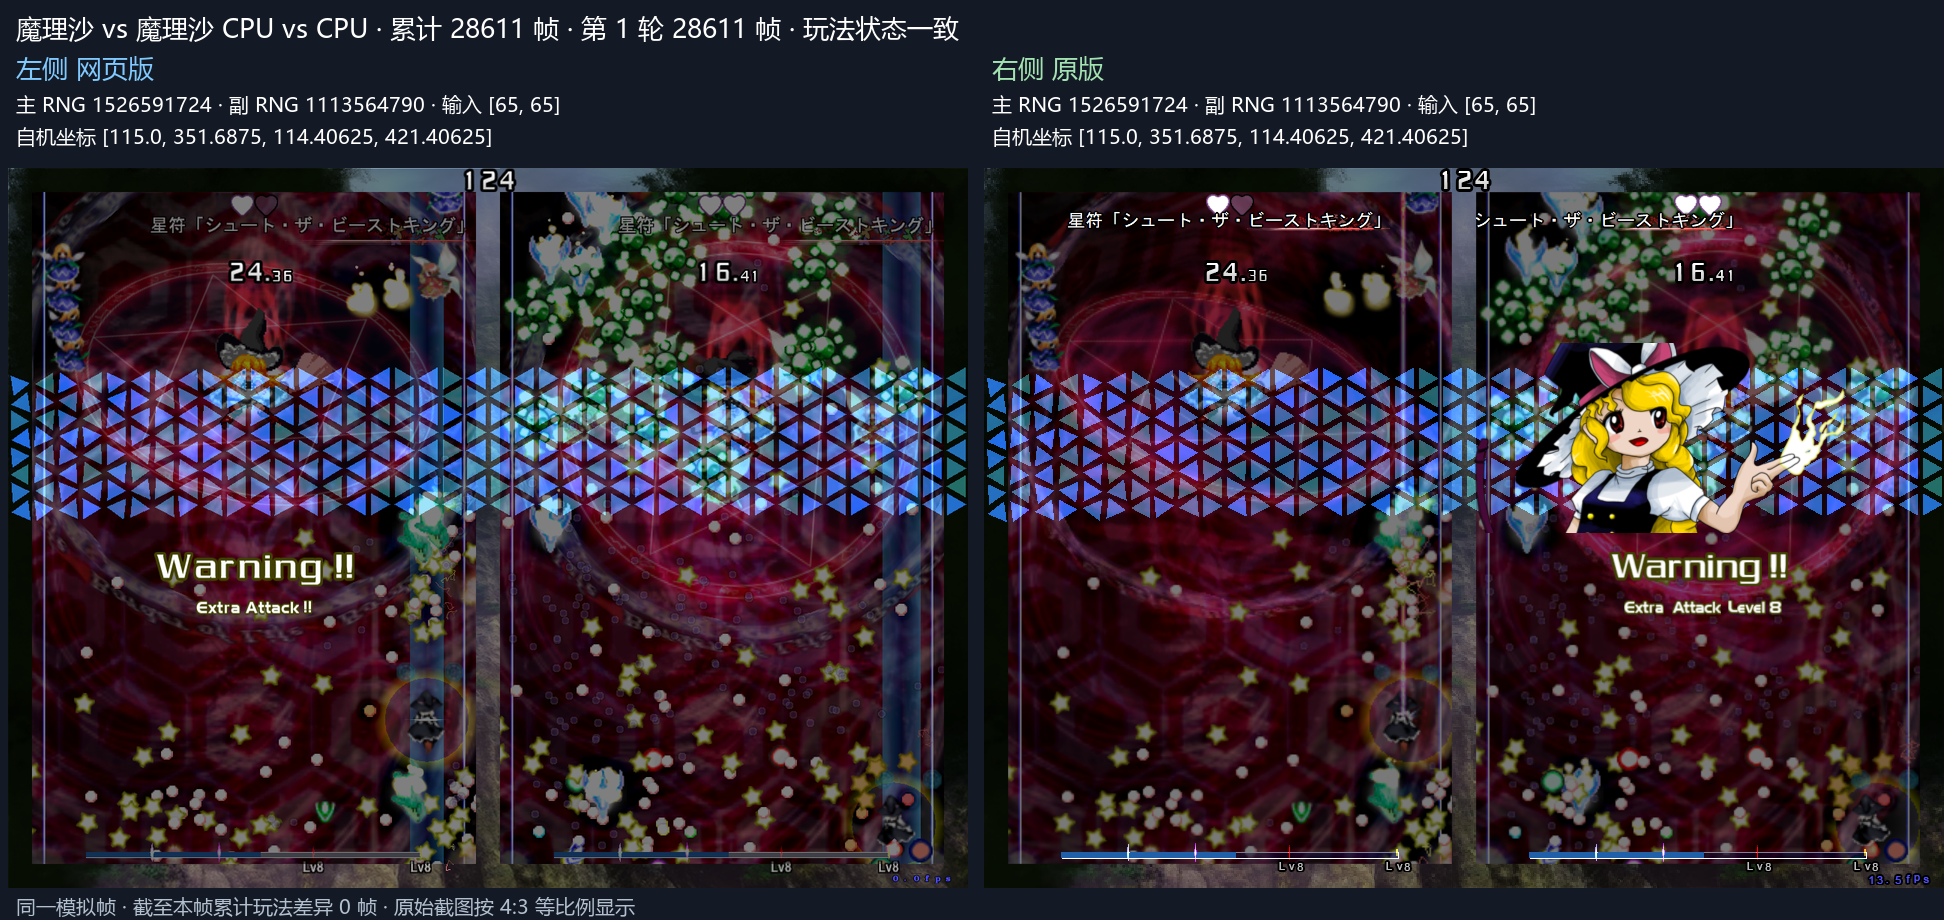 魔理沙 vs 魔理沙 CPU vs CPU · 累计 28611 帧 · 第 1 轮 28611 帧 · 玩法状态一致
左侧 网页版
主 RNG 1526591724 · 副 RNG 1113564790 · 输入 [65, 65]
自机坐标 [115.0, 351.6875, 114.40625, 421.40625]
右侧 原版
主 RNG 1526591724 · 副 RNG 1113564790 · 输入 [65, 65]
自机坐标 [115.0, 351.6875, 114.40625, 421.40625]
124
星符「シュート・ザ・ビーストキング」
星符「シュート・ザ・ビーストキング」
24.36
16.41
Warning !!
Extra Attack !!
Lv8
Lv8
Lv8
Lv8
0.0fps
124
星符「シュート・ザ・ビーストキング」
シュート・ザ・ビーストキング」
24.36
16.41
Warning !!
Extra Attack Level 8
Lv8
Lv8
Lv8
Lv8
13.5fps
同一模拟帧 · 截至本帧累计玩法差异 0 帧 · 原始截图按 4:3 等比例显示